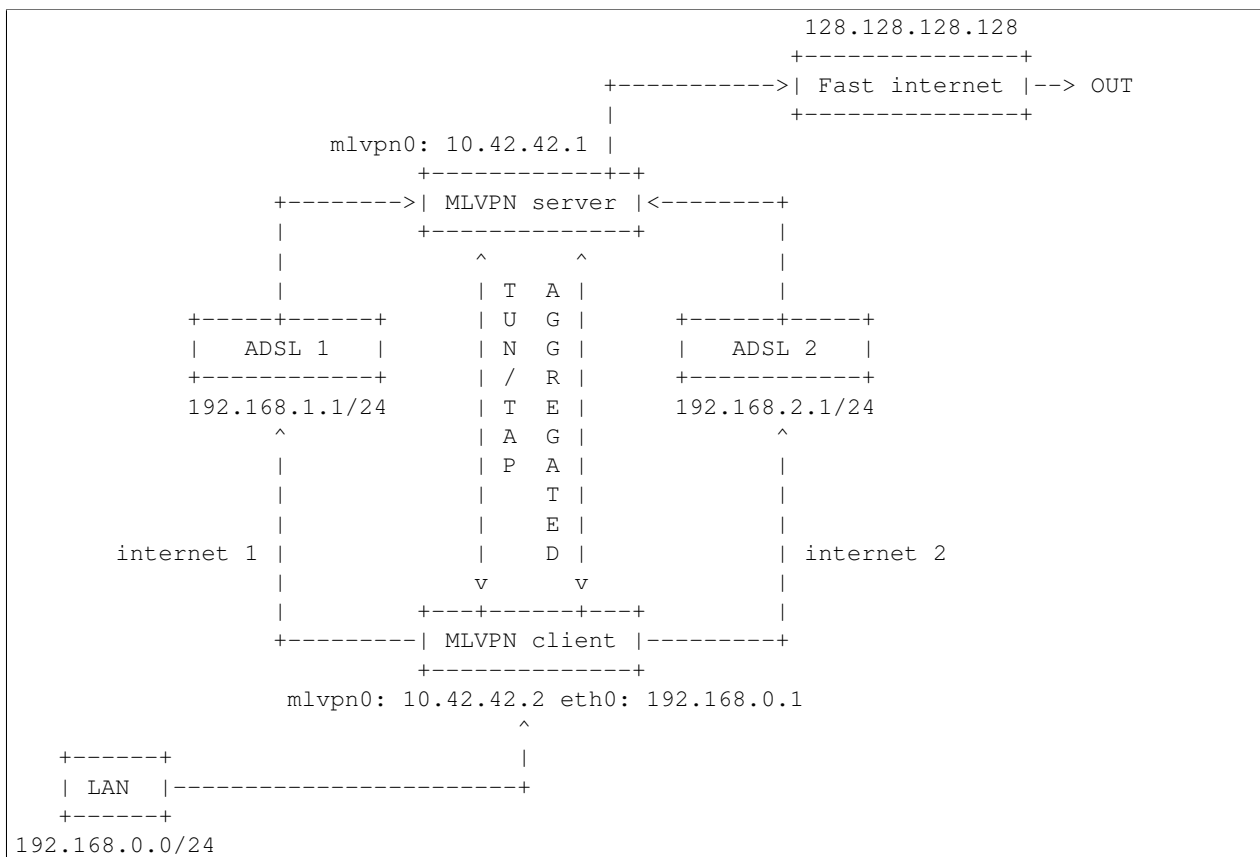 128.128.128.128
+---------------+
+----------->| Fast internet |--> OUT
| +---------------+
mlvpn0: 10.42.42.1 |
+------------+-+
+-------->| MLVPN server |<--------+
| +--------------+ |
| ^ ^ |
| | T A | |
+-----+------+ | U G | +------+-----+
| ADSL 1 | | N G | | ADSL 2 |
+------------+ | / R | +------------+
192.168.1.1/24 | T E | 192.168.2.1/24
^ | A G | ^
| | P A | |
| | T | |
| | E | |
internet 1 | | D | | internet 2
| v v |
| +---+------+---+ |
+---------| MLVPN client |---------+
+--------------+
mlvpn0: 10.42.42.2 eth0: 192.168.0.1
^
+------+ |
| LAN |------------------------+
+------+
192.168.0.0/24